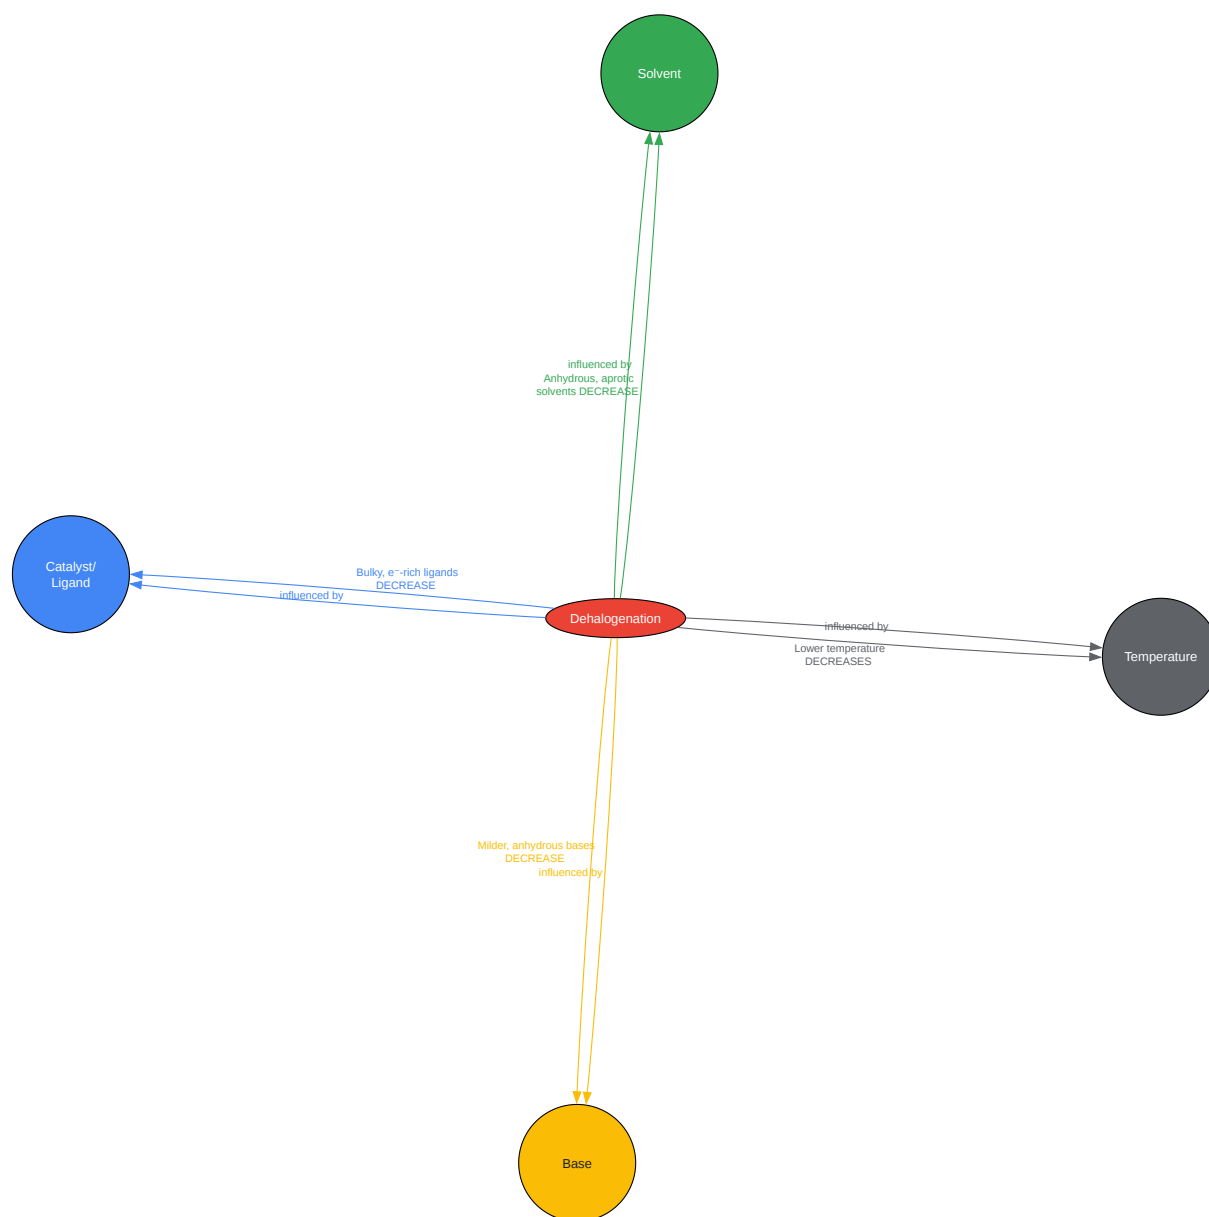 Solvent
influenced by
Anhydrous, aprotic
solvents DECREASE
Catalyst/
Ligand
Bulky, e⁻-rich ligands
DECREASE
influenced by
Dehalogenation
influenced by
Lower temperature
DECREASES
Temperature
Milder, anhydrous bases
DECREASE
influenced by
Base